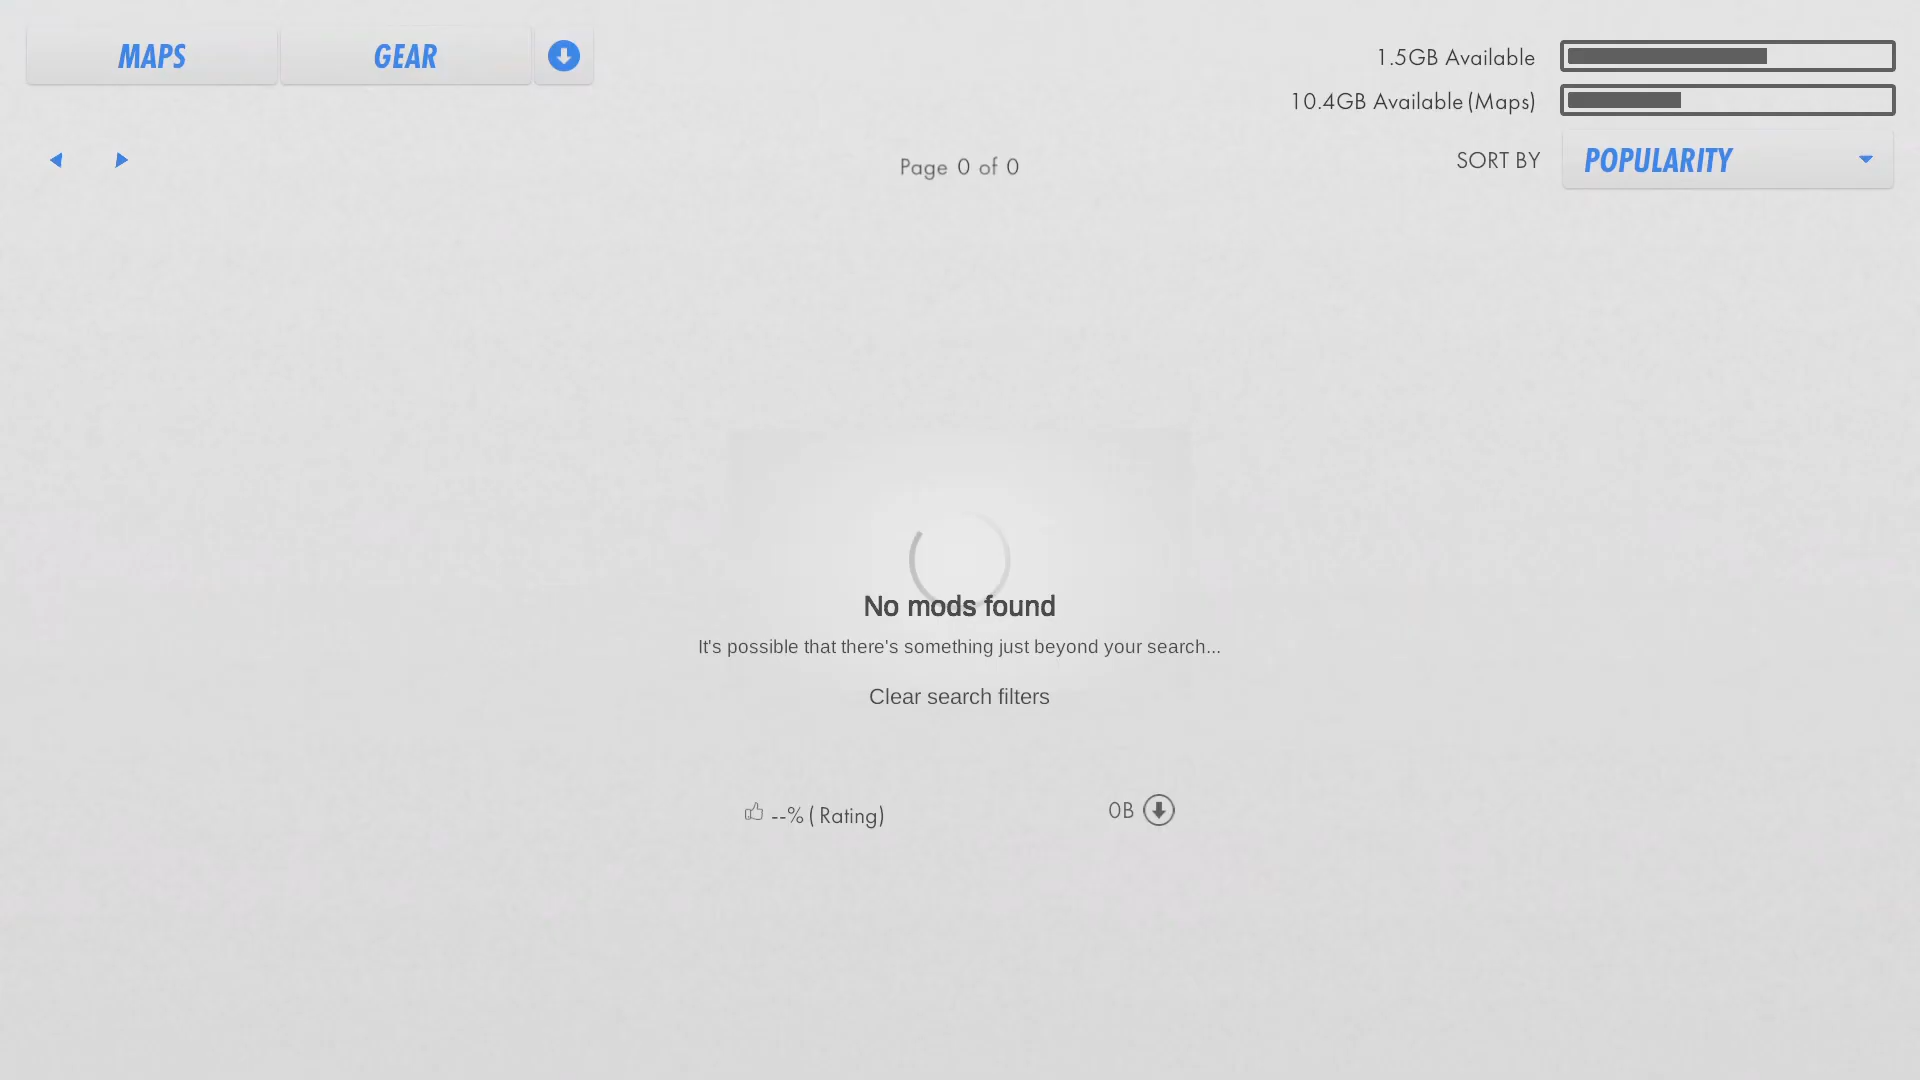 MAPS
GEAR
1.5GB Available
10.4GB Available (Maps)
Page 0 of 0
SORT BY
POPULARITY
No mods found
It's possible that there's something just beyond your search...
Clear search filters
--% ( Rating)
0B